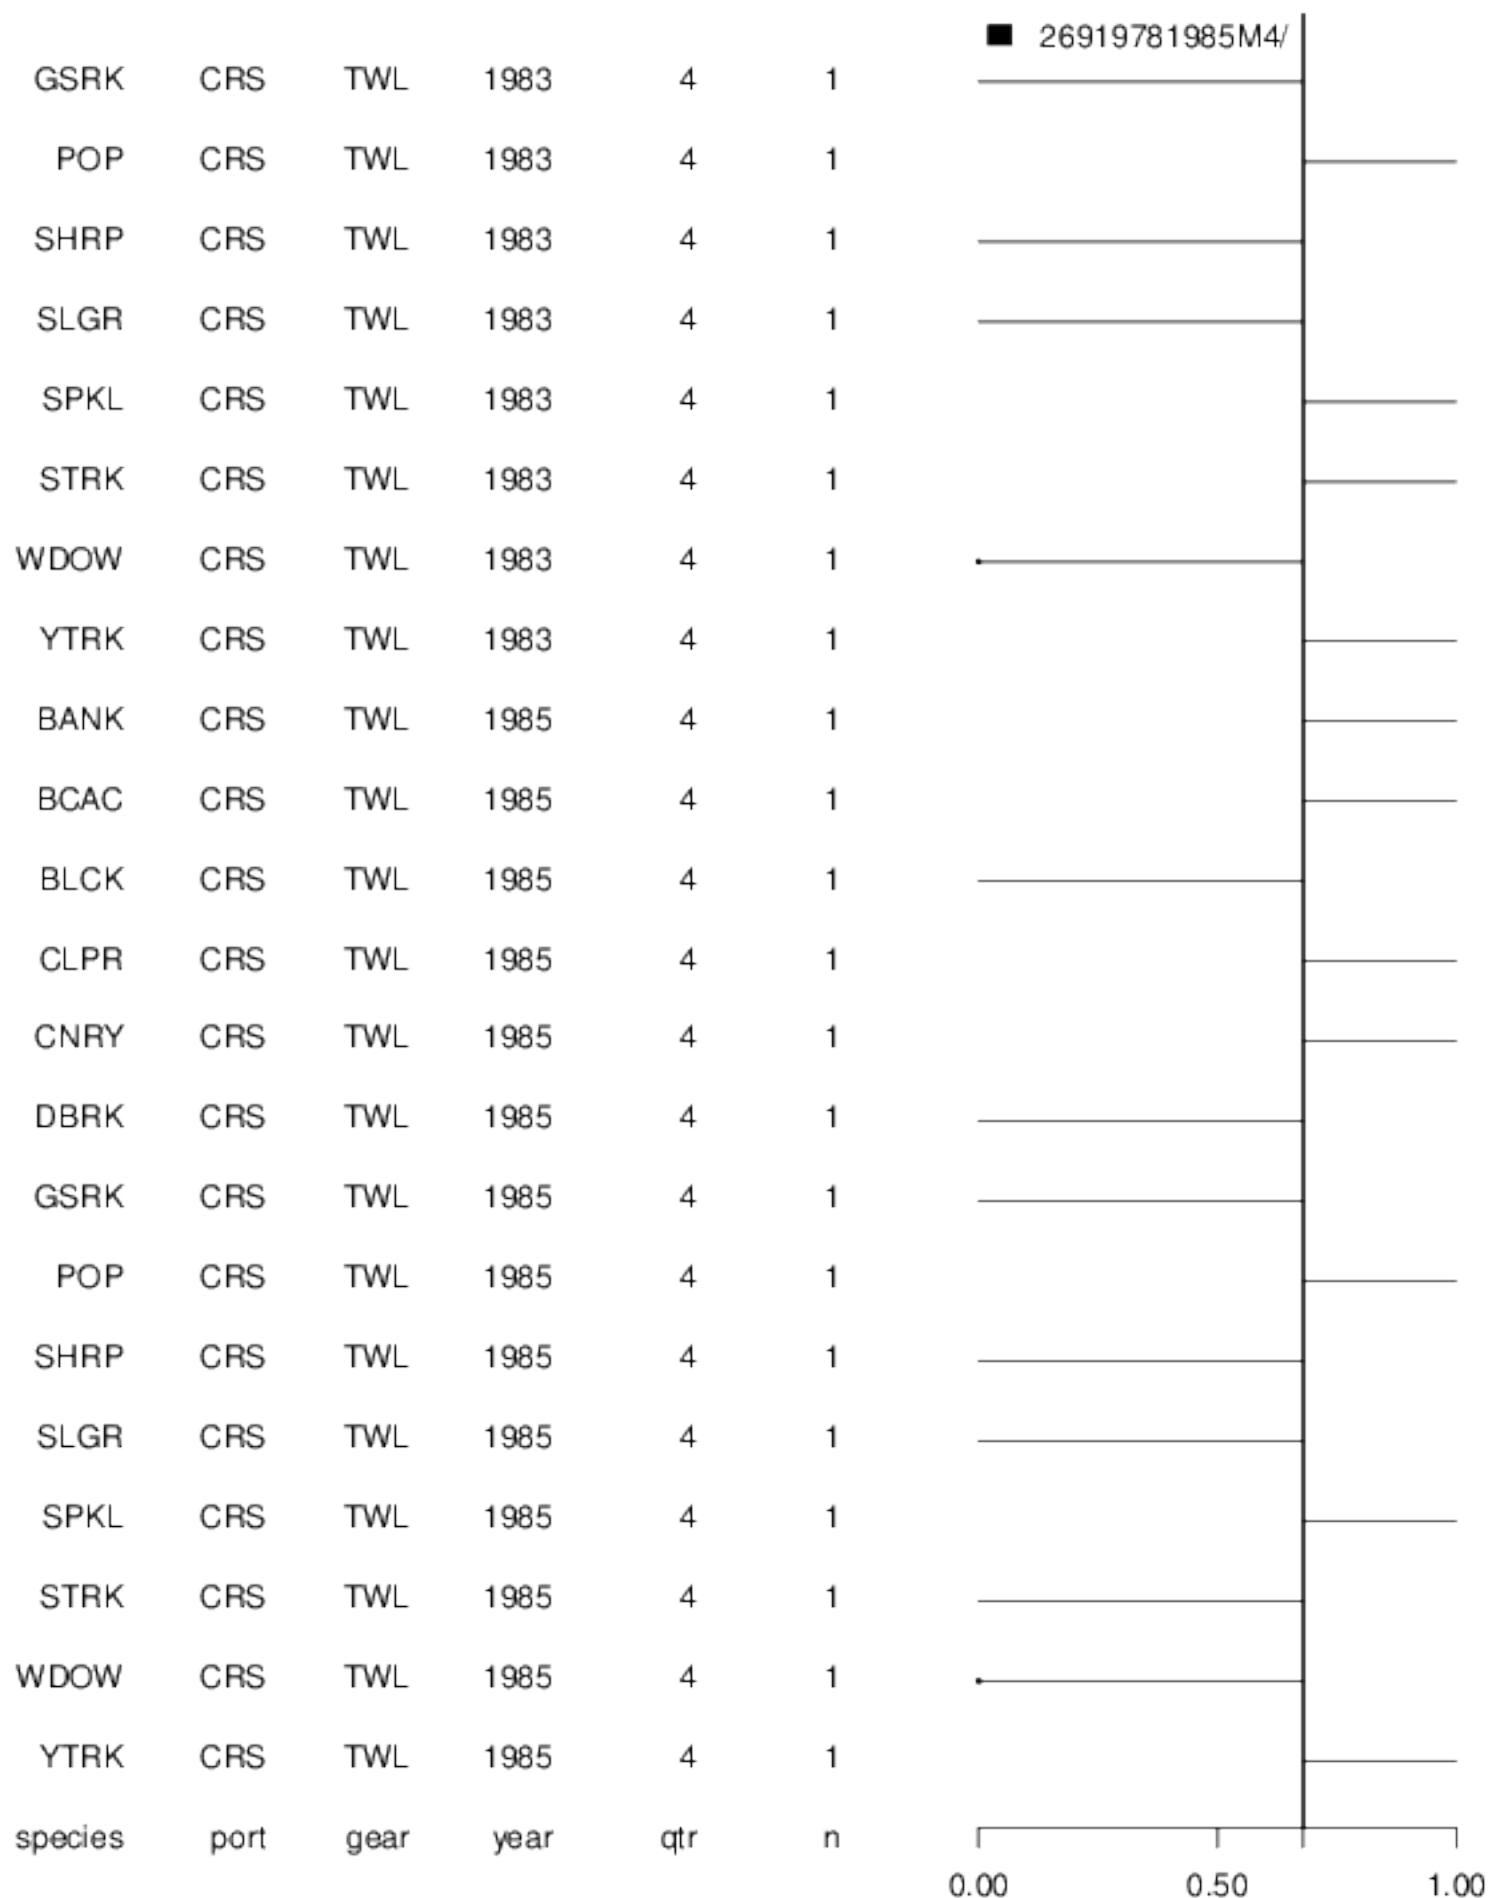 26919781985M4/
GSRK CRS TWL 1983 4 1
POP CRS TWL 1983 4 1
SHRP CRS TWL 1983 4 1
SLGR CRS TWL 1983 4 1
SPKL CRS TWL 1983 4 1
STRK CRS TWL 1983 4 1
WDOW CRS TWL 1983 4 1
YTRK CRS TWL 1983 4 1
BANK CRS TWL 1985 4 1
BCAC CRS TWL 1985 4 1
BLCK CRS TWL 1985 4 1
CLPR CRS TWL 1985 4 1
CNRY CRS TWL 1985 4 1
DBRK CRS TWL 1985 4 1
GSRK CRS TWL 1985 4 1
POP CRS TWL 1985 4 1
SHRP CRS TWL 1985 4 1
SLGR CRS TWL 1985 4 1
SPKL CRS TWL 1985 4 1
STRK CRS TWL 1985 4 1
WDOW CRS TWL 1985 4 1
YTRK CRS TWL 1985 4 1
species port gear year qtr n
0.00 0.50 1.00